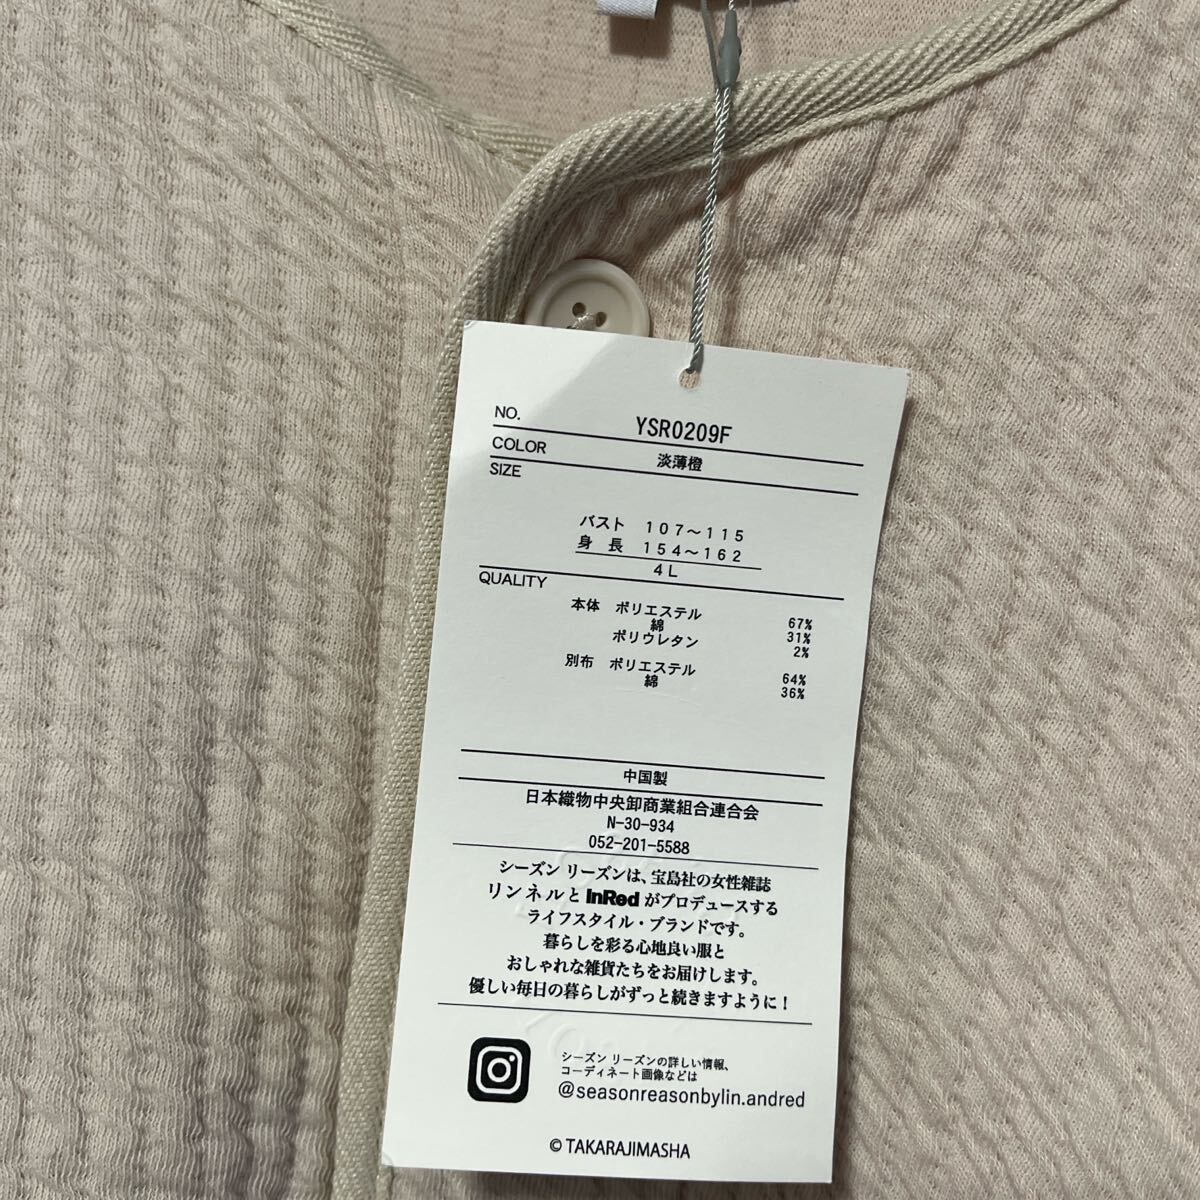 NO. YSR0209F
COLOR 淡薄橙
SIZE
バスト 107～115
身 長 154～162
4L
QUALITY
本体 ポリエステル 67%
綿 31%
ポリウレタン 2%
別布 ポリエステル 64%
綿 36%
中国製
日本織物中央卸商業組合連合会
N-30-934
052-201-5588
シーズン リーズンは、宝島社の女性雑誌
リンネルと InRed がプロデュースする
ライフスタイル・ブランドです。
暮らしを彩る心地良い服と
おしゃれな雑貨たちをお届けします。
優しい毎日の暮らしがずっと続きますように！
シーズン リーズンの詳しい情報、
コーディネート画像などは
@seasonreasonbylin.andred
© TAKARAJIMASHA